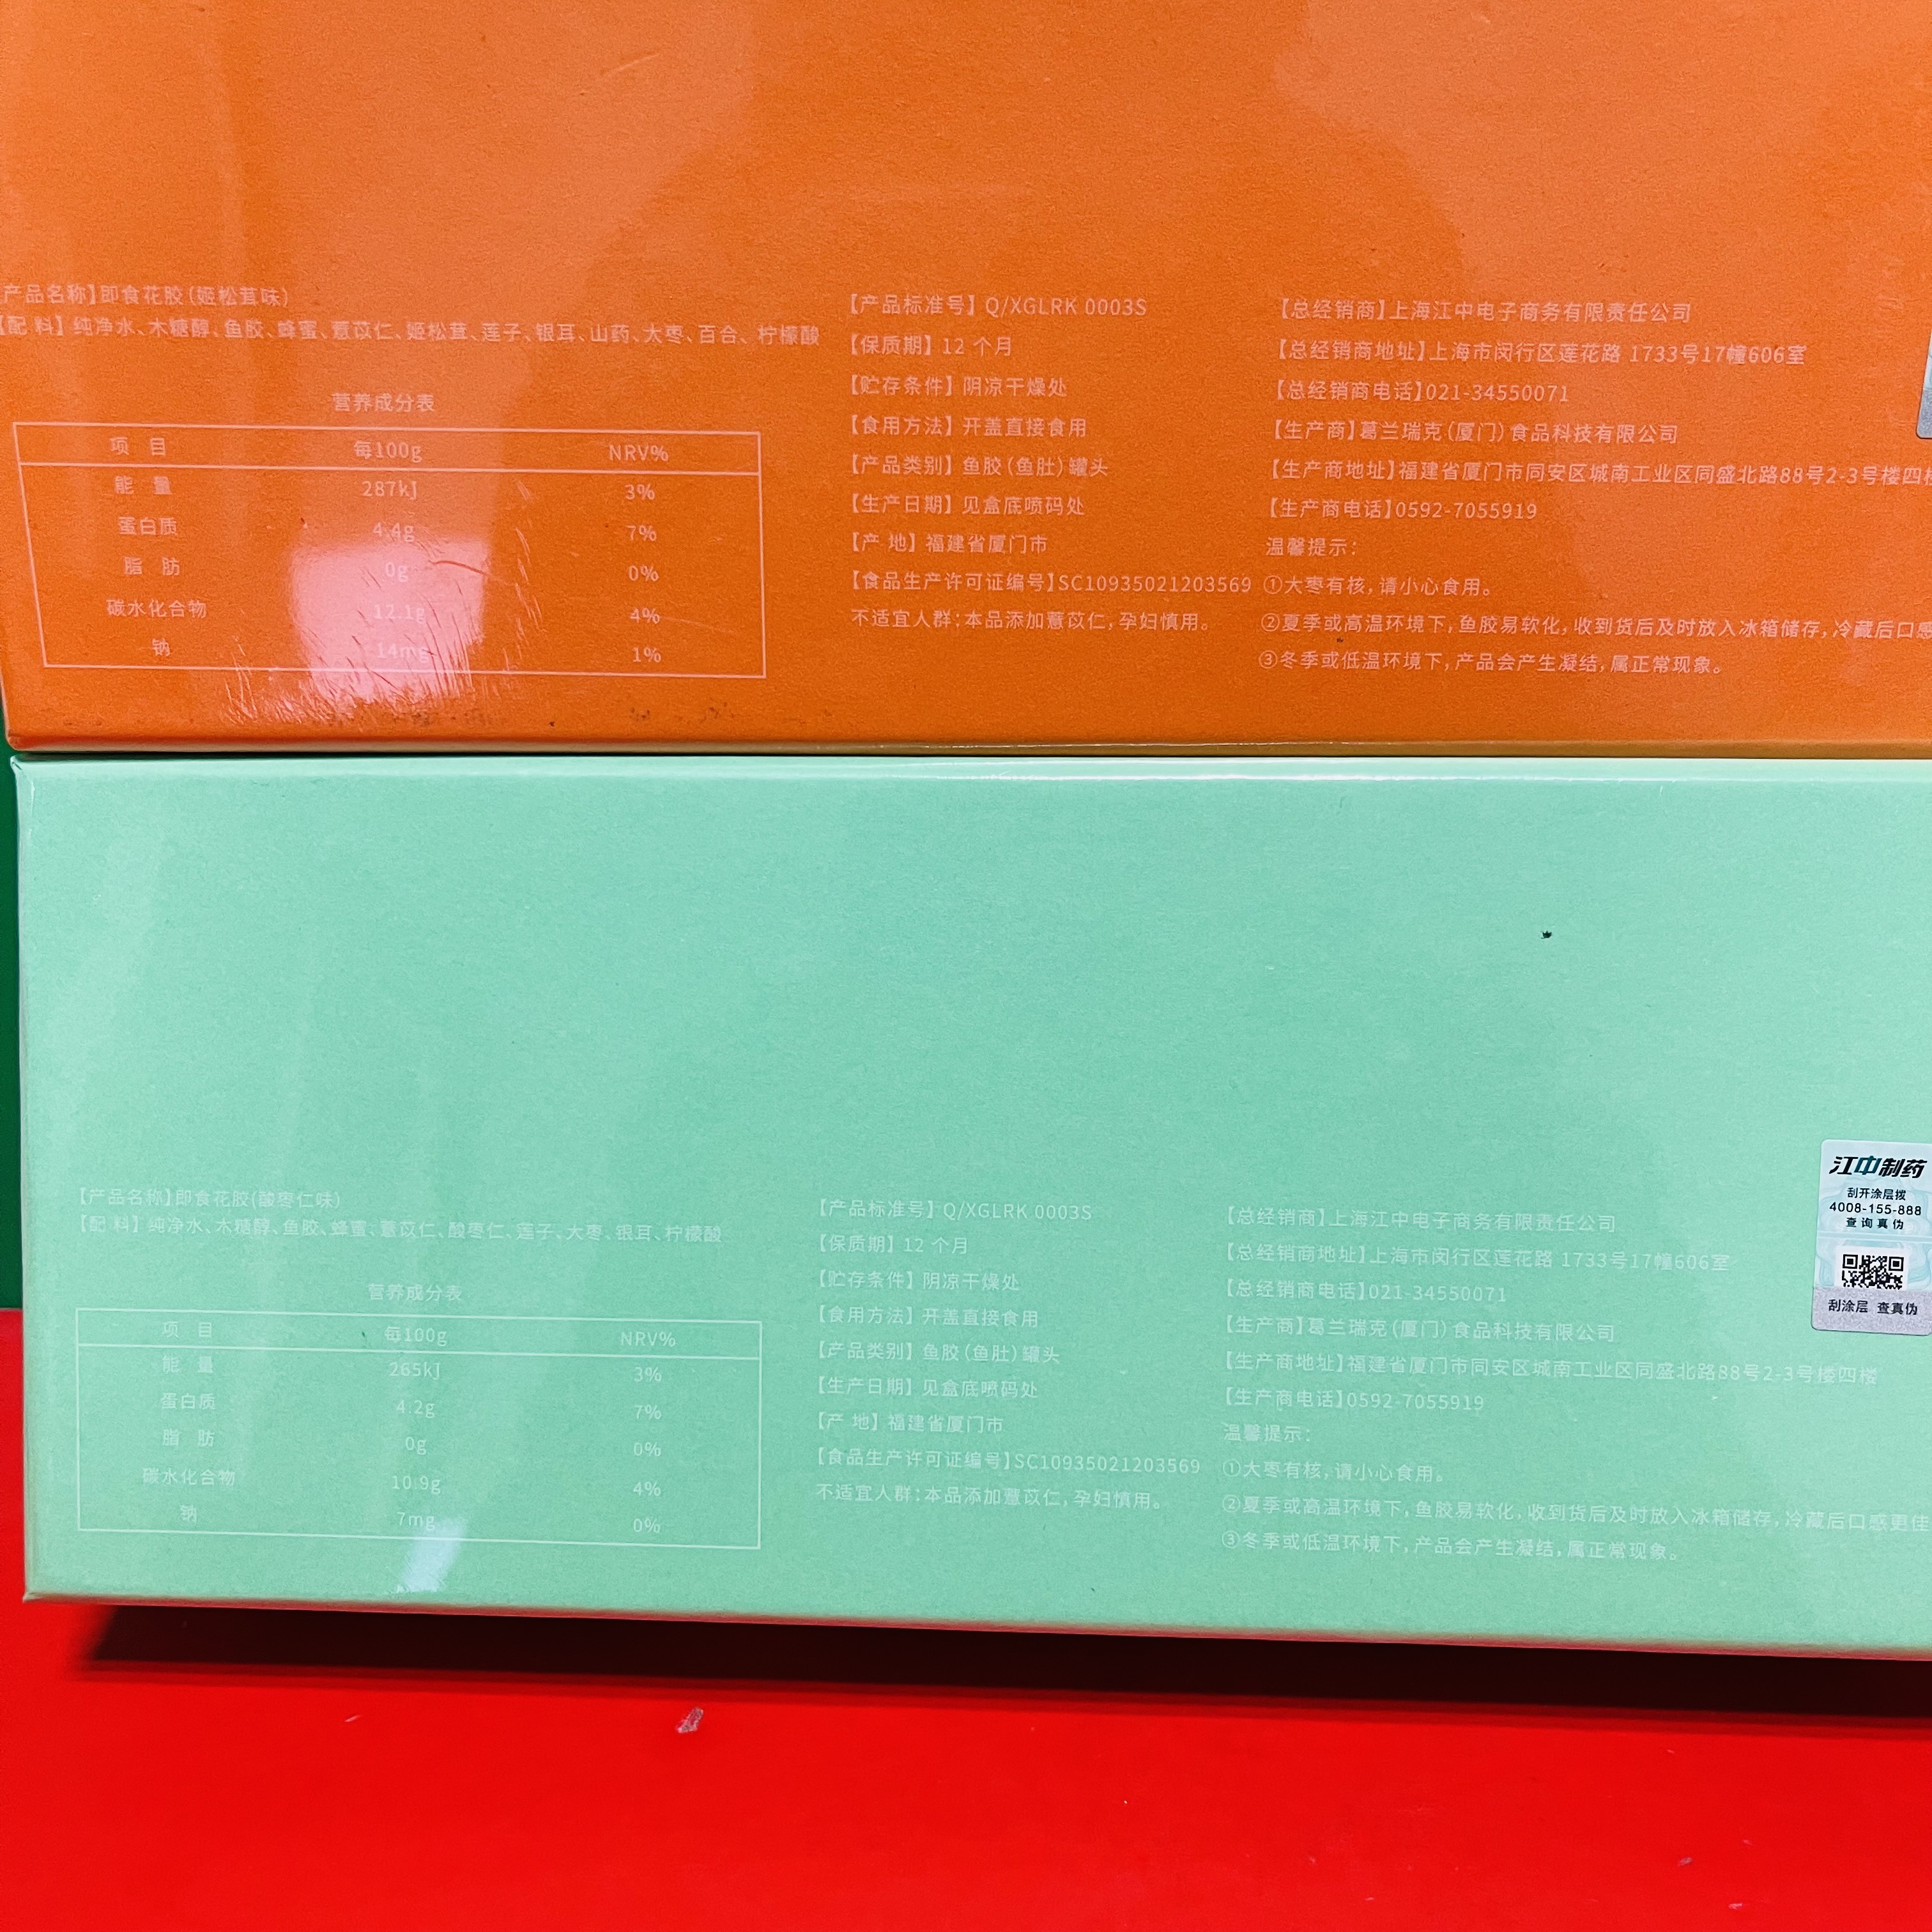 【产品名称】即食花胶(姬松茸味)
【配 料】纯净水、木糖醇、鱼胶、蜂蜜、薏苡仁、姬松茸、莲子、银耳、山药、大枣、百合、柠檬酸
营养成分表
项 目 每100g NRV%
能 量 287kJ 3%
蛋白质 4.4g 7%
脂 肪 0g 0%
碳水化合物 12.1g 4%
钠 14mg 1%
【产品标准号】Q/XGLRK 0003S
【保质期】12 个月
【贮存条件】阴凉干燥处
【食用方法】开盖直接食用
【产品类别】鱼胶(鱼肚)罐头
【生产日期】见盒底喷码处
【产 地】福建省厦门市
【食品生产许可证编号】SC10935021203569
不适宜人群:本品添加薏苡仁,孕妇慎用。
【总经销商】上海江中电子商务有限责任公司
【总经销商地址】上海市闵行区莲花路 1733号17幢606室
【总经销商电话】021-34550071
【生产商】葛兰瑞克(厦门)食品科技有限公司
【生产商地址】福建省厦门市同安区城南工业区同盛北路88号2-3号楼四
【生产商电话】0592-7055919
温馨提示:
①大枣有核,请小心食用。
②夏季或高温环境下,鱼胶易软化,收到货后及时放入冰箱储存,冷藏后口
③冬季或低温环境下,产品会产生凝结,属正常现象。
【产品名称】即食花胶(酸枣仁味)
【配 料】纯净水、木糖醇、鱼胶、蜂蜜、薏苡仁、酸枣仁、莲子、大枣、银耳、柠檬酸
营养成分表
项 目 每100g NRV%
能 量 265kJ 3%
蛋白质 4.2g 7%
脂 肪 0g 0%
碳水化合物 10.9g 4%
钠 7mg 0%
【产品标准号】Q/XGLRK 0003S
【保质期】12 个月
【贮存条件】阴凉干燥处
【食用方法】开盖直接食用
【产品类别】鱼胶(鱼肚)罐头
【生产日期】见盒底喷码处
【产 地】福建省厦门市
【食品生产许可证编号】SC10935021203569
不适宜人群:本品添加薏苡仁,孕妇慎用。
【总经销商】上海江中电子商务有限责任公司
【总经销商地址】上海市闵行区莲花路 1733号17幢606室
【总经销商电话】021-34550071
【生产商】葛兰瑞克(厦门)食品科技有限公司
【生产商地址】福建省厦门市同安区城南工业区同盛北路88号2-3号楼四楼
【生产商电话】0592-7055919
温馨提示:
①大枣有核,请小心食用。
②夏季或高温环境下,鱼胶易软化,收到货后及时放入冰箱储存,冷藏后口感更佳
③冬季或低温环境下,产品会产生凝结,属正常现象。
江中制药
刮开涂层拨
4008-155-888
查询真伪
刮涂层 查真伪